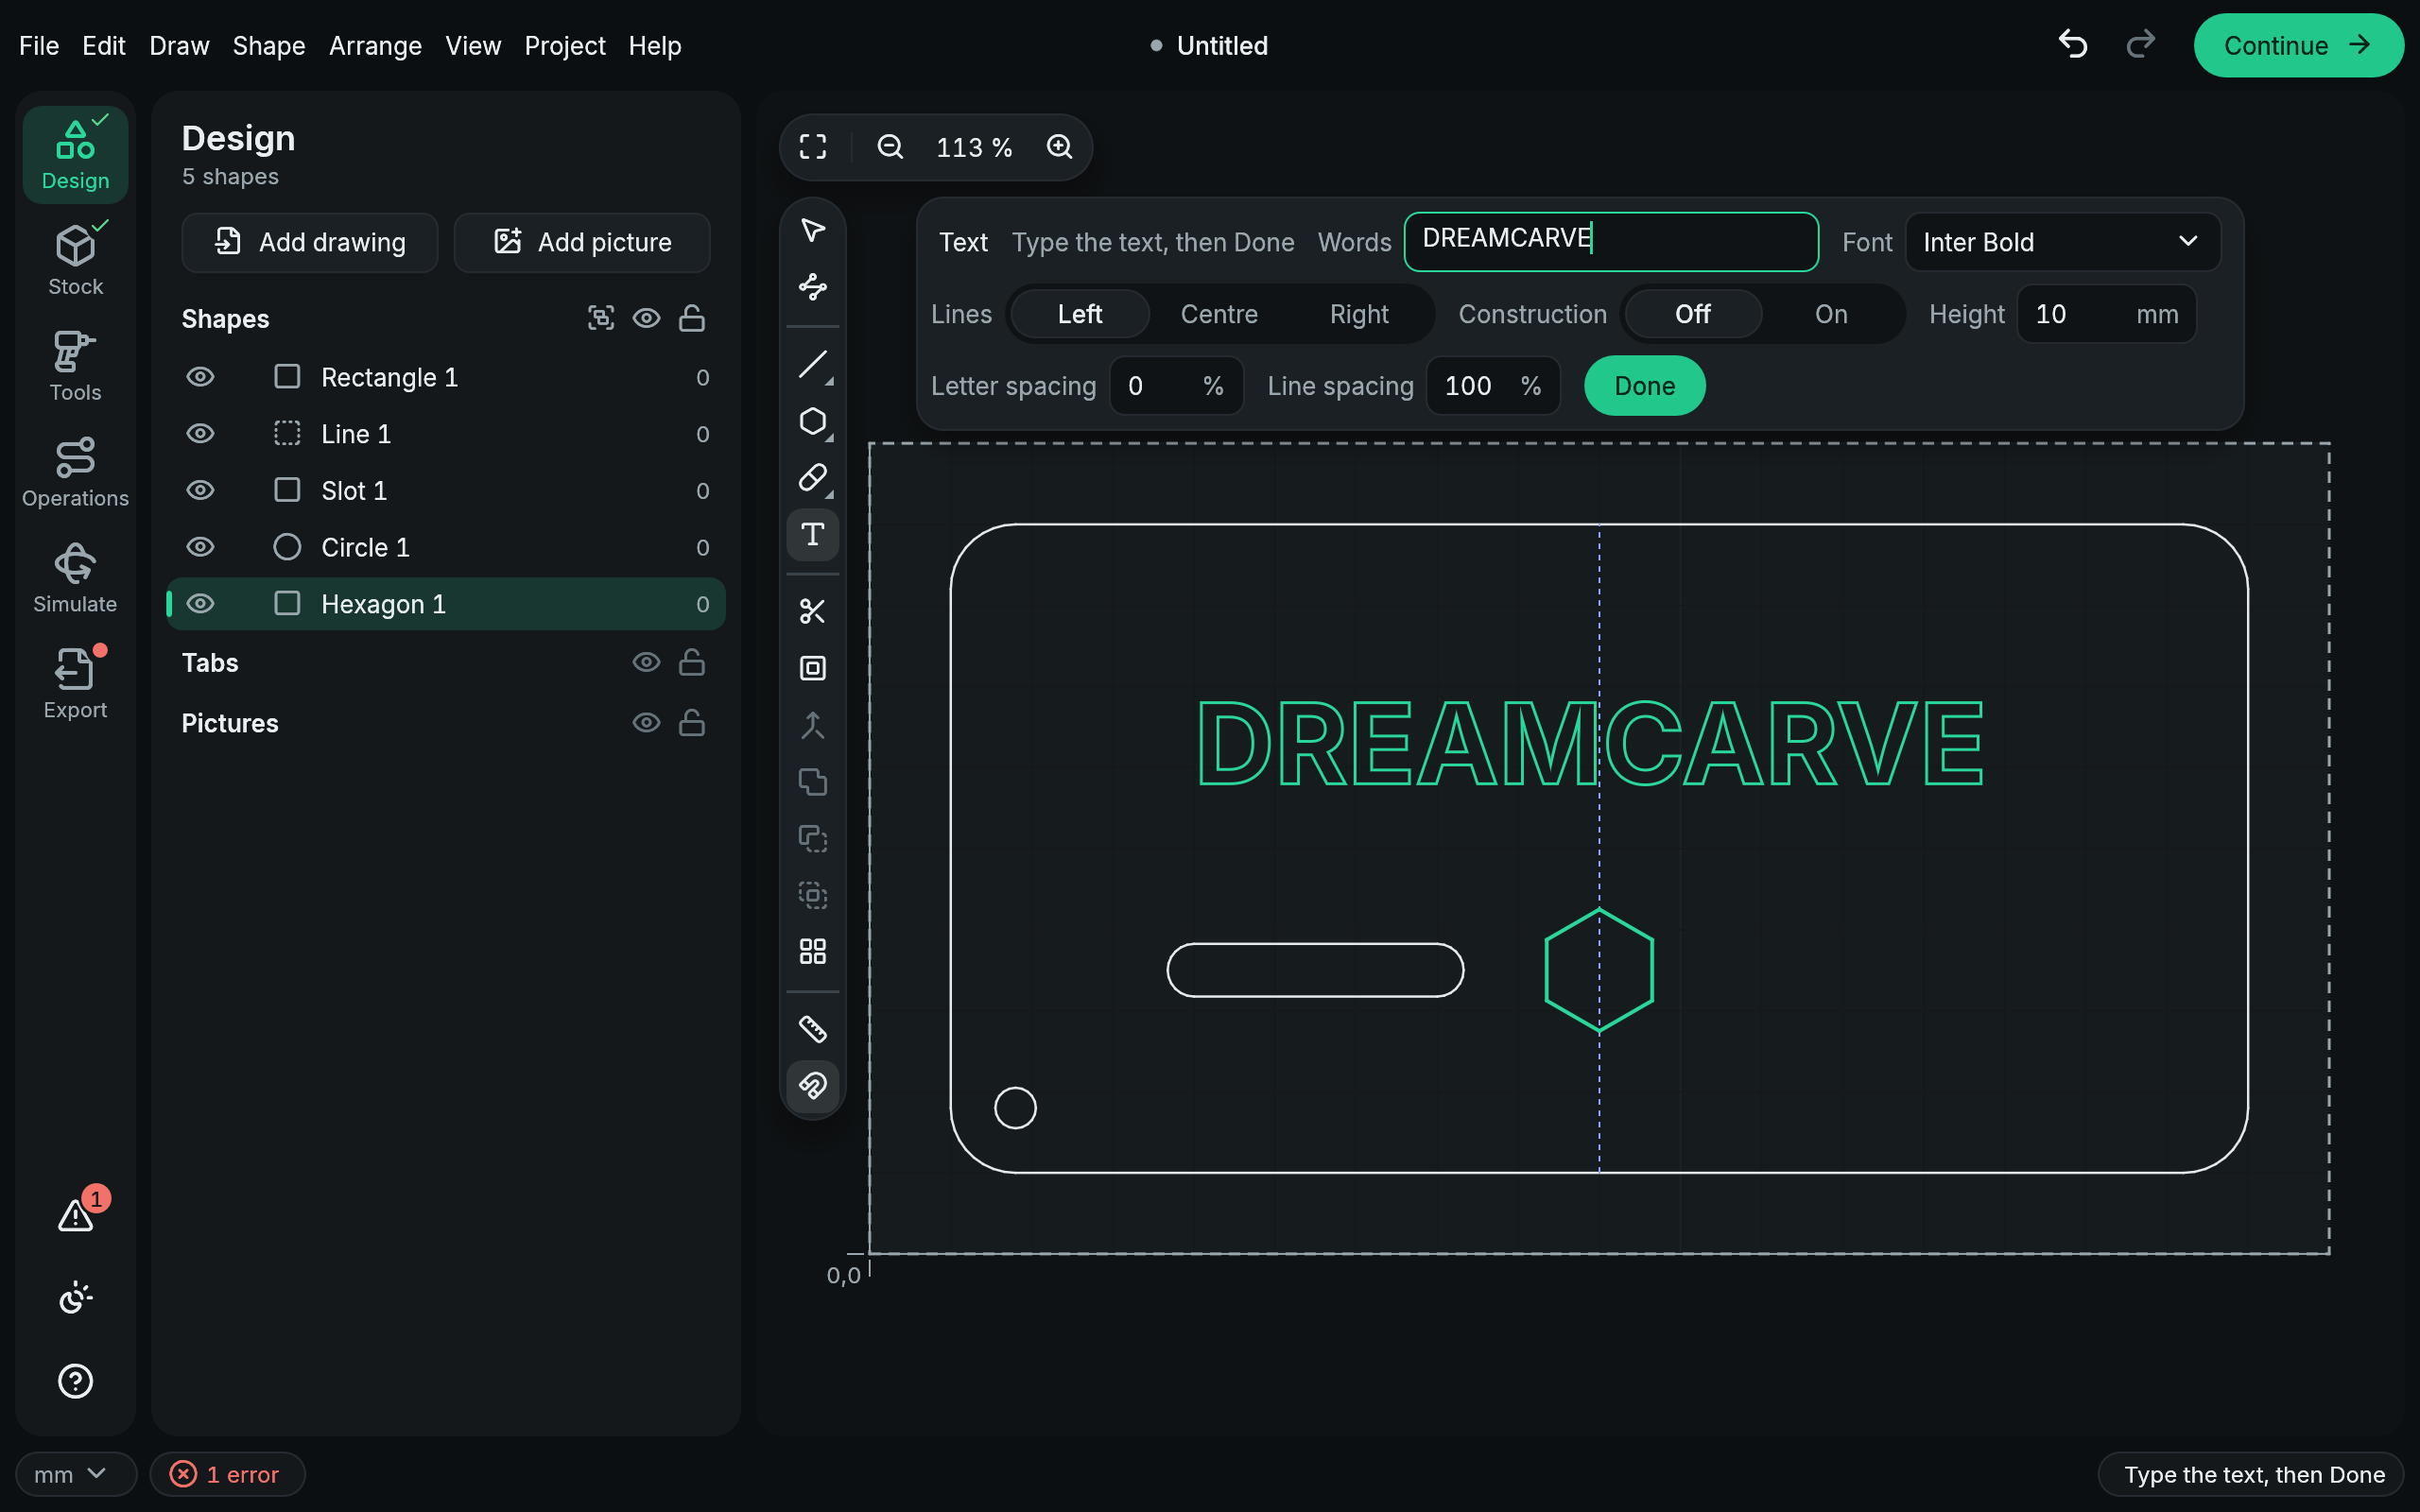 File Edit Draw Shape Arrange View Project Help
Untitled
Continue
Design
Stock
Tools
Operations
Simulate
Export
1
Design
5 shapes
Add drawing
Add picture
Shapes
Rectangle 1 0
Line 1 0
Slot 1 0
Circle 1 0
Hexagon 1 0
Tabs
Pictures
113 %
Text Type the text, then Done Words DREAMCARVE Font Inter Bold
Lines Left Centre Right Construction Off On Height 10 mm
Letter spacing 0 % Line spacing 100 % Done
DREAMCARVE
0,0
mm
1 error
Type the text, then Done